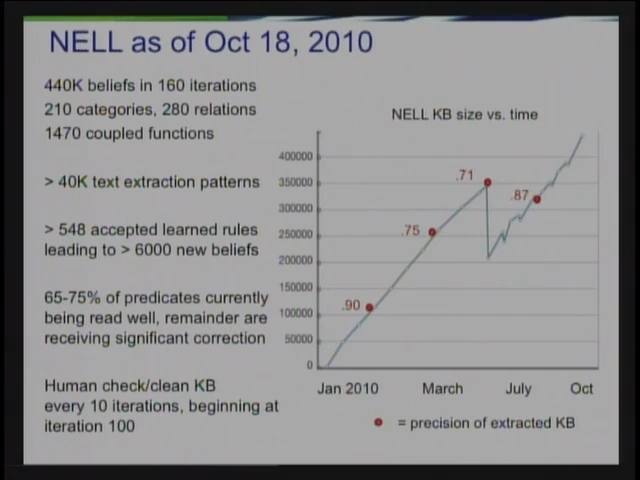 NELL as of Oct 18, 2010
440K beliefs in 160 iterations
210 categories, 280 relations
1470 coupled functions
> 40K text extraction patterns
> 548 accepted learned rules
leading to > 6000 new beliefs
65-75% of predicates currently
being read well, remainder are
receiving significant correction
Human check/clean KB
every 10 iterations, beginning at
iteration 100
NELL KB size vs. time
400000
350000
300000
250000
200000
150000
100000
50000
0
.90
.75
.71
.87
Jan 2010 March July Oct
= precision of extracted KB